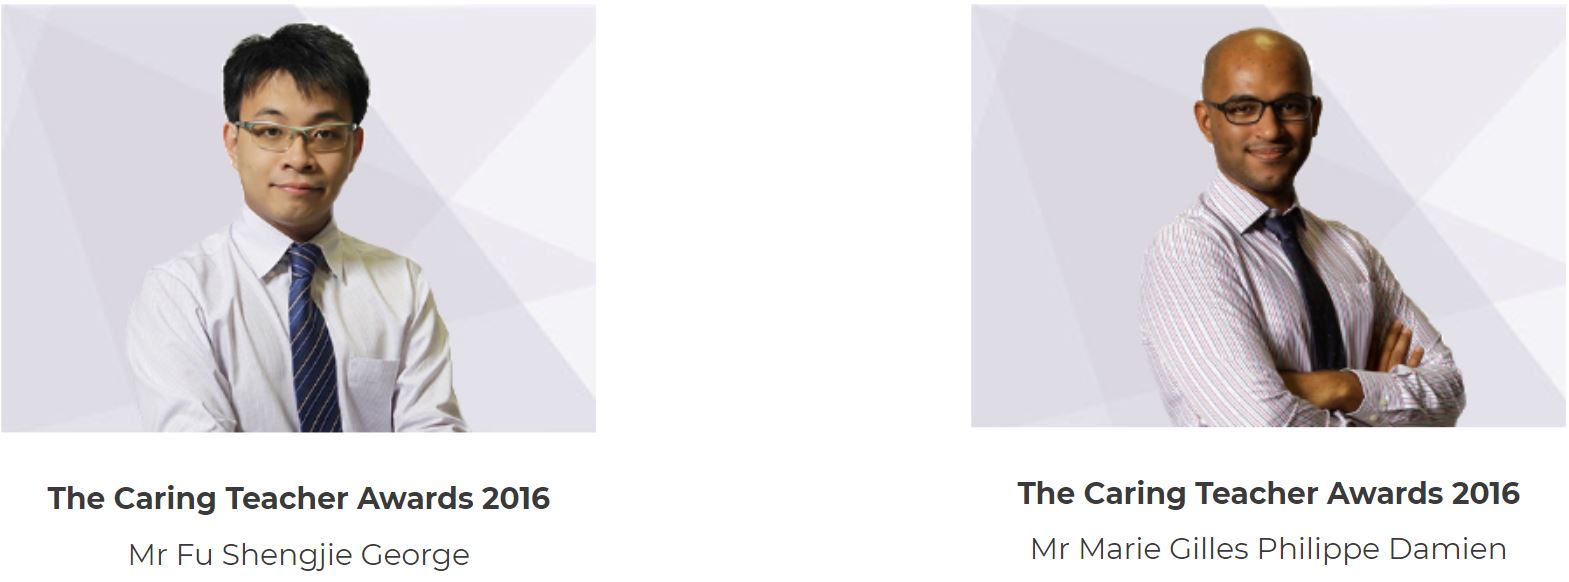 The Caring Teacher Awards 2016
Mr Fu Shengjie George
The Caring Teacher Awards 2016
Mr Marie Gilles Philippe Damien